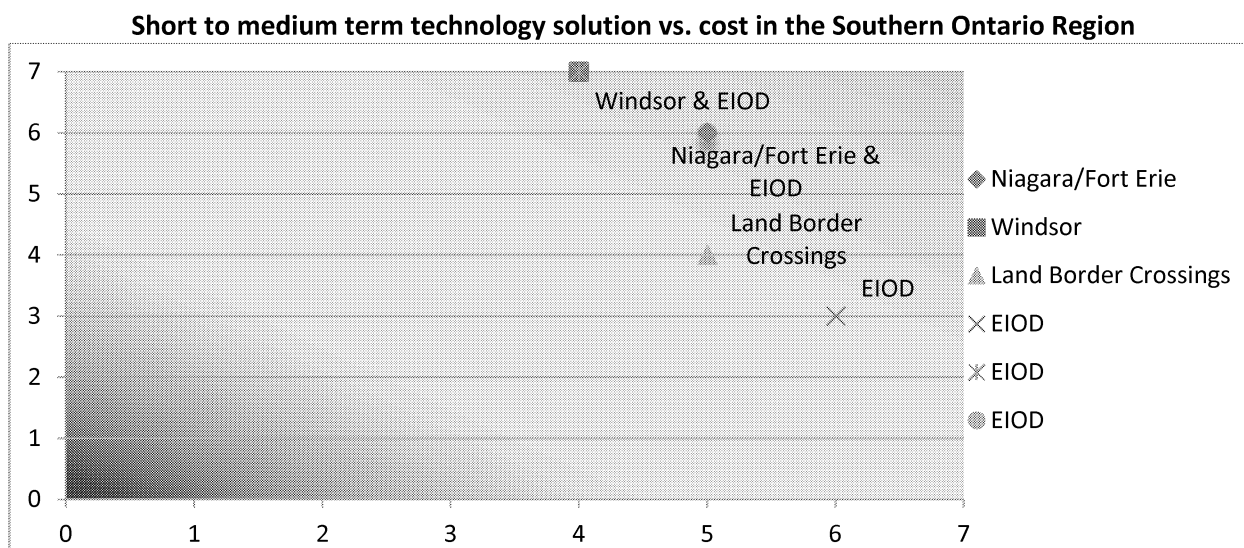 Short to medium term technology solution vs. cost in the Southern Ontario Region
7
Windsor & EIOD
6
Niagara/Fort Erie &
EIOD
5
Land Border
Crossings
4
EIOD
3
2
1
0
0 1 2 3 4 5 6 7
Niagara/Fort Erie
Windsor
Land Border Crossings
EIOD
EIOD
EIOD